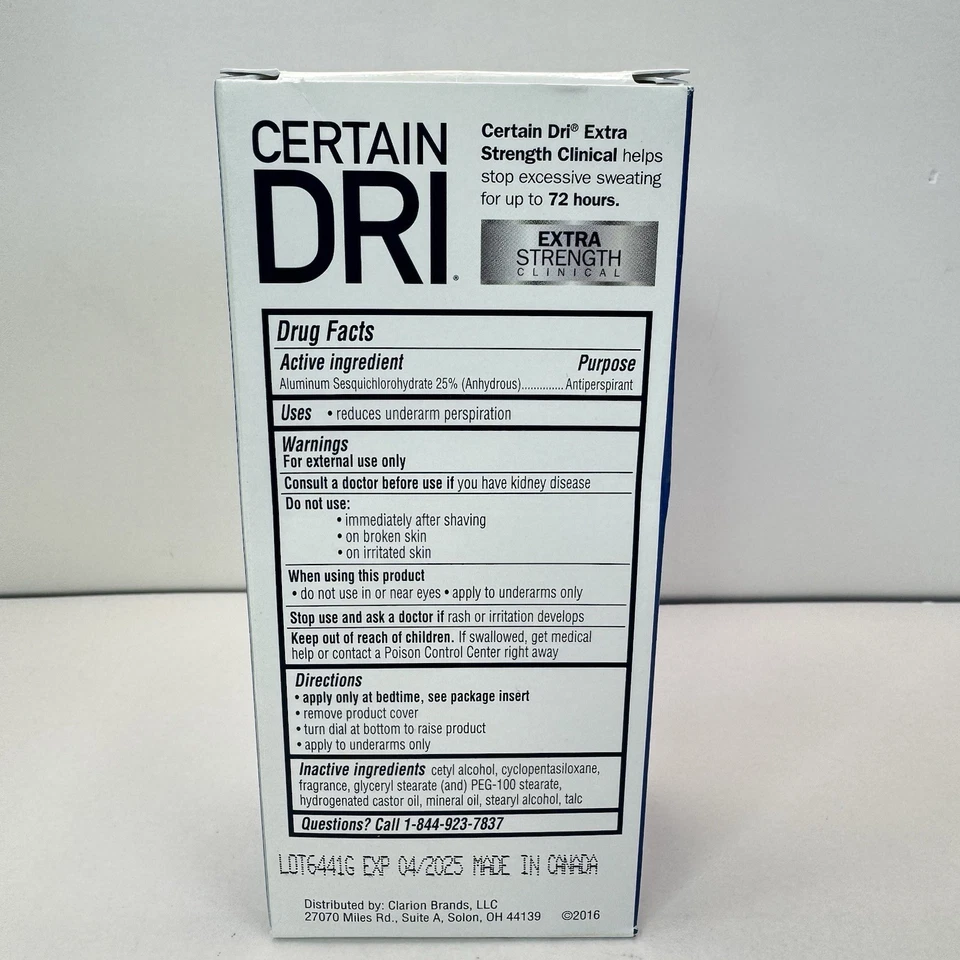 CERTAIN
DRI®
Certain Dri® Extra
Strength Clinical helps
stop excessive sweating
for up to 72 hours.
EXTRA
STRENGTH
CLINICAL
Drug Facts
Active ingredient Purpose
Aluminum Sesquichlorohydrate 25% (Anhydrous)..............Antiperspirant
Uses • reduces underarm perspiration
Warnings
For external use only
Consult a doctor before use if you have kidney disease
Do not use:
• immediately after shaving
• on broken skin
• on irritated skin
When using this product
• do not use in or near eyes • apply to underarms only
Stop use and ask a doctor if rash or irritation develops
Keep out of reach of children. If swallowed, get medical
help or contact a Poison Control Center right away
Directions
• apply only at bedtime, see package insert
• remove product cover
• turn dial at bottom to raise product
• apply to underarms only
Inactive ingredients cetyl alcohol, cyclopentasiloxane,
fragrance, glyceryl stearate (and) PEG-100 stearate,
hydrogenated castor oil, mineral oil, stearyl alcohol, talc
Questions? Call 1-844-923-7837
LOT6441G EXP 04/2025 MADE IN CANADA
Distributed by: Clarion Brands, LLC
27070 Miles Rd., Suite A, Solon, OH 44139 ©2016